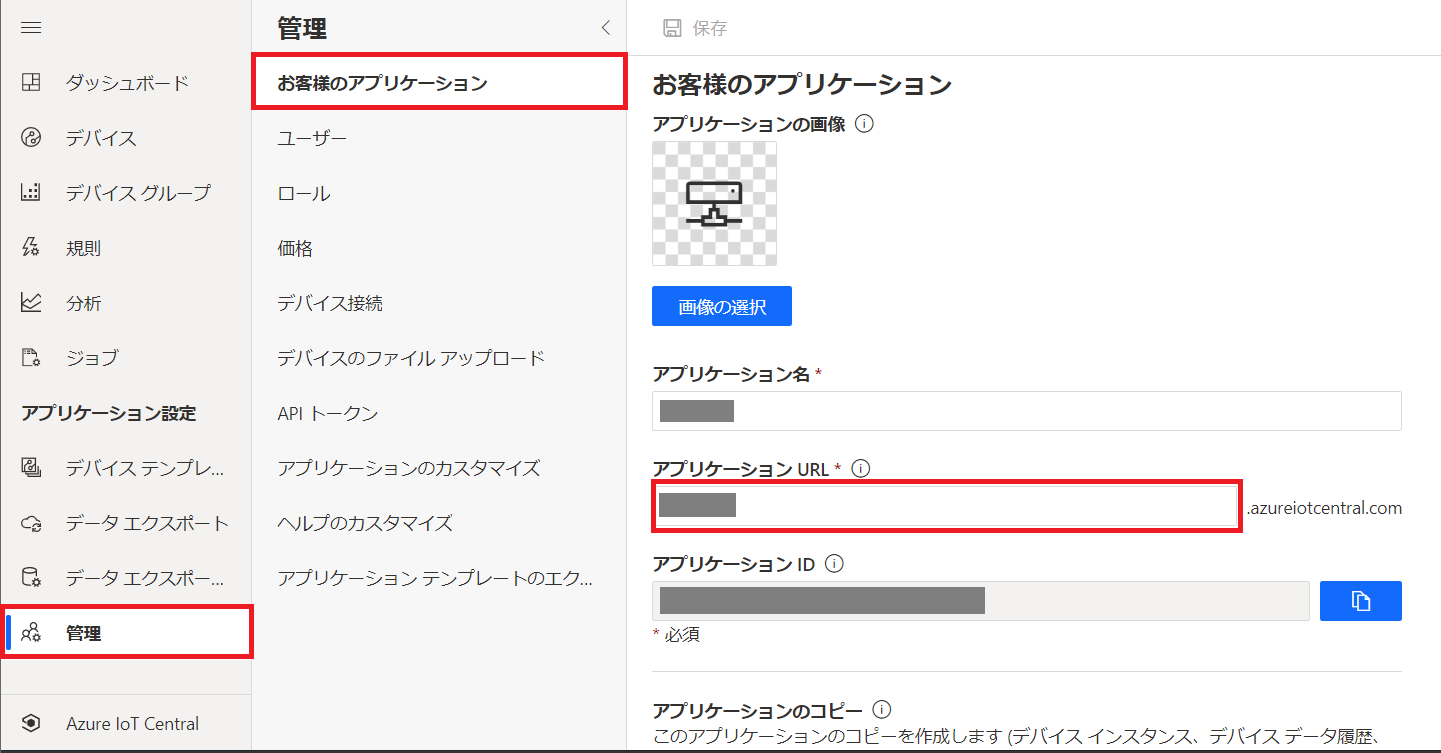 ダッシュボード
デバイス
デバイス グループ
規則
分析
ジョブ
アプリケーション設定
デバイス テンプレ...
データ エクスポート
データ エクスポー...
管理
Azure IoT Central
管理
お客様のアプリケーション
ユーザー
ロール
価格
デバイス接続
デバイスのファイル アップロード
API トークン
アプリケーションのカスタマイズ
ヘルプのカスタマイズ
アプリケーション テンプレートのエク...
保存
お客様のアプリケーション
アプリケーションの画像
画像の選択
アプリケーション名 *
アプリケーション URL *
.azureiotcentral.com
アプリケーション ID
* 必須
アプリケーションのコピー
このアプリケーションのコピーを作成します (デバイス インスタンス、デバイス データ履歴、